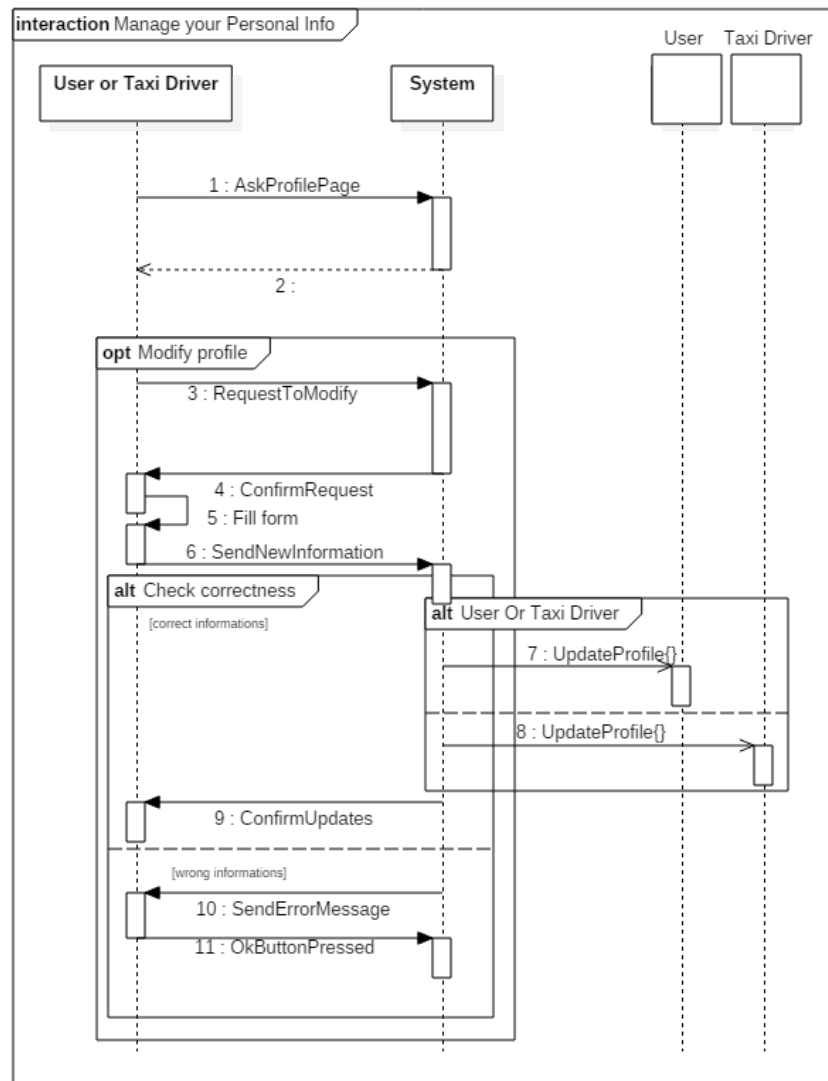 interaction Manage your Personal Info
User Taxi Driver
User or Taxi Driver System
1 : AskProfilePage
2 :
opt Modify profile
3 : RequestToModify
4 : ConfirmRequest
5 : Fill form
6 : SendNewInformation
alt Check correctness
[correct informations]
alt User Or Taxi Driver
7 : UpdateProfile{}
8 : UpdateProfile{}
9 : ConfirmUpdates
[wrong informations]
10 : SendErrorMessage
11 : OkButtonPressed